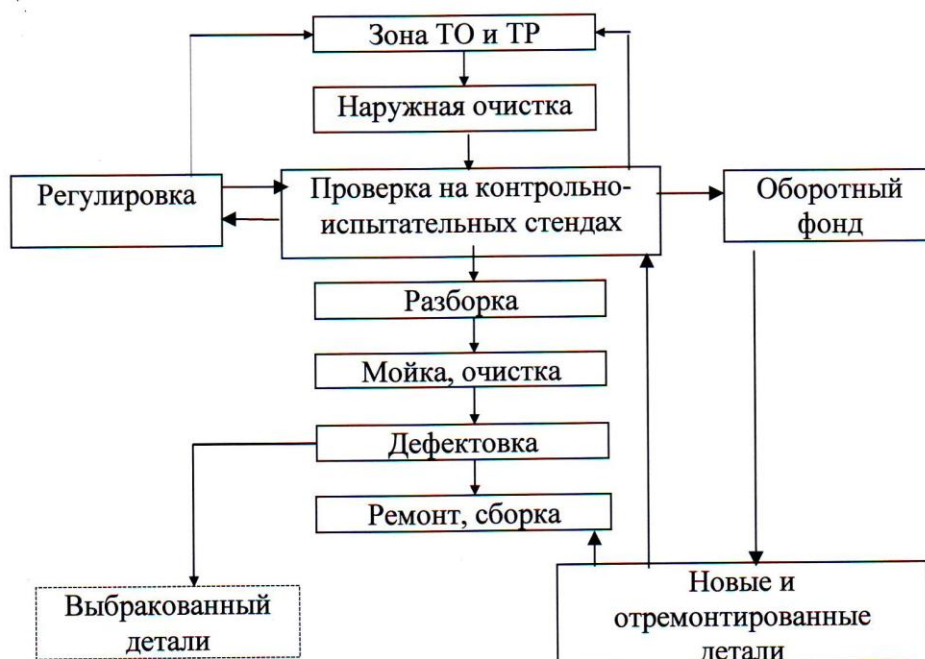 Зона ТО и ТР
Наружная очистка
Регулировка
Проверка на контрольно-
испытательных стендах
Оборотный
фонд
Разборка
Мойка, очистка
Дефектовка
Ремонт, сборка
Выбракованный
детали
Новые и
отремонтированные
детали